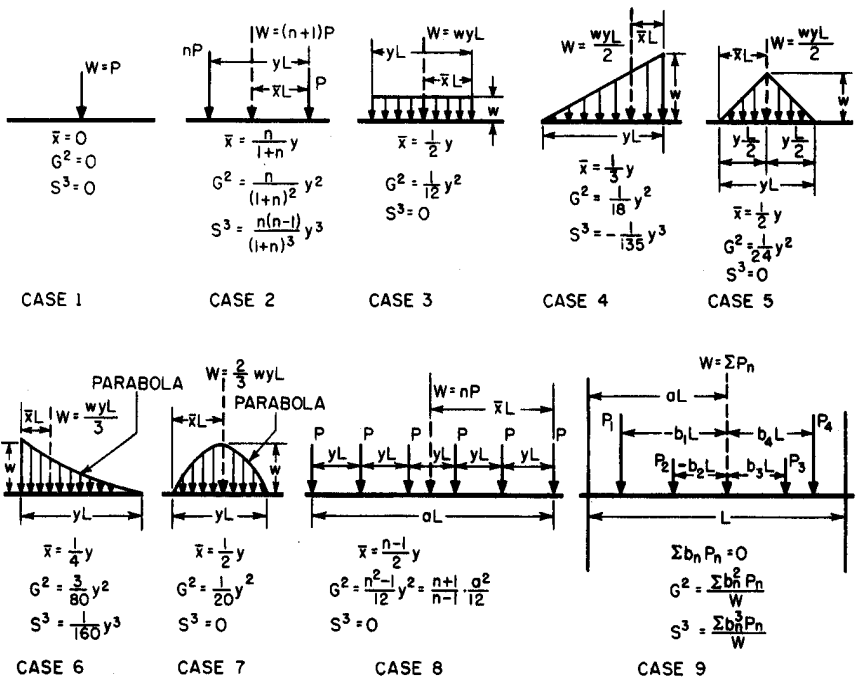 W=P
x̄=0
G²=0
S³=0
CASE 1
nP
W=(n+1)P
yL
x̄L
P
x̄ = n/(1+n) y
G² = n/(1+n)² y²
S³ = n(n-1)/(1+n)³ y³
CASE 2
W=wyL
yL
x̄L
w
x̄ = 1/2 y
G² = 1/12 y²
S³=0
CASE 3
W = wyL/2
x̄L
w
yL
x̄ = 1/3 y
G² = 1/18 y²
S³ = -1/135 y³
CASE 4
x̄L
W = wyL/2
w
y L/2
y L/2
yL
x̄ = 1/2 y
G² = 1/24 y²
S³=0
CASE 5
PARABOLA
x̄L
W = wyL/3
w
yL
x̄ = 1/4 y
G² = 3/80 y²
S³ = 1/160 y³
CASE 6
W = 2/3 wyL
x̄L
PARABOLA
w
yL
x̄ = 1/2 y
G² = 1/20 y²
S³=0
CASE 7
W=nP
x̄L
P P P P P P
yL yL yL yL yL
aL
x̄ = n-1/2 y
G² = n²-1/12 y² = n+1/n-1 · a²/12
S³=0
CASE 8
W=ΣPn
aL
P₁
-b₁L
b₄L
P₄
P₂
-b₂L
b₃L
P₃
L
Σbn Pn = 0
G² = Σbn² Pn/W
S³ = Σbn³ Pn/W
CASE 9